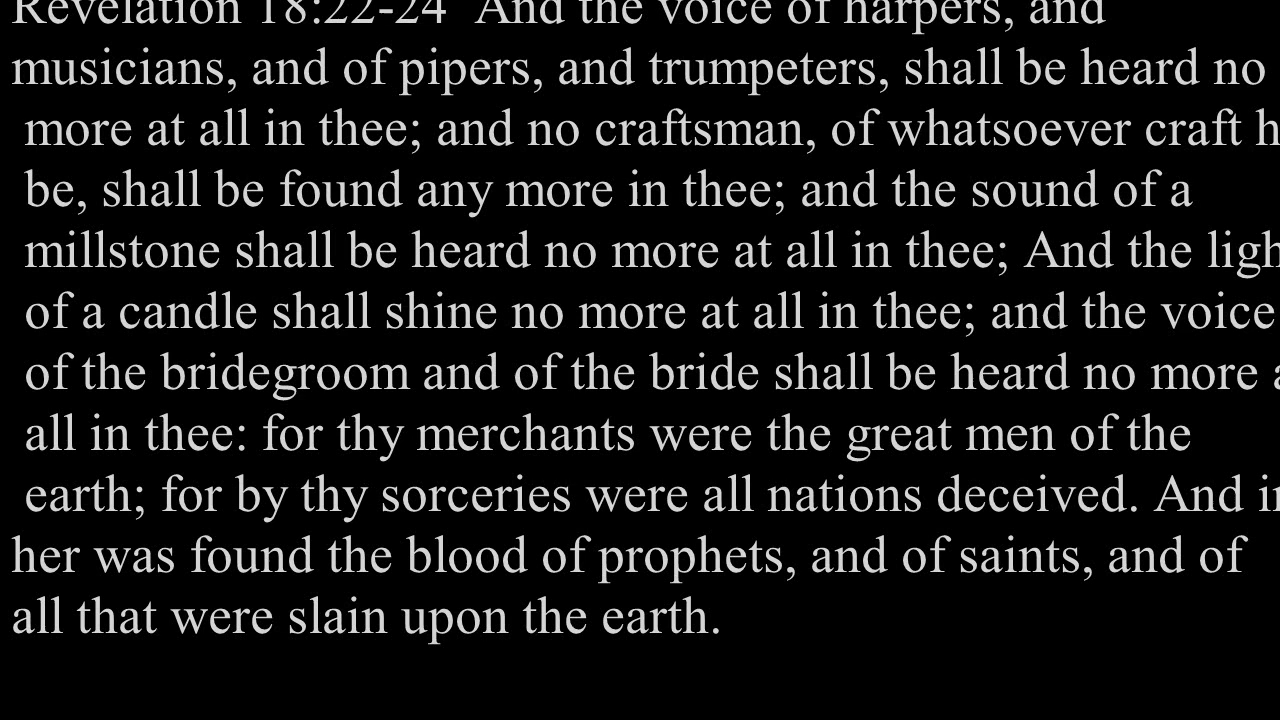 Revelation 18:22-24 And the voice of harpers, and
musicians, and of pipers, and trumpeters, shall be heard no
more at all in thee; and no craftsman, of whatsoever craft h
be, shall be found any more in thee; and the sound of a
millstone shall be heard no more at all in thee; And the ligh
of a candle shall shine no more at all in thee; and the voice
of the bridegroom and of the bride shall be heard no more a
all in thee: for thy merchants were the great men of the
earth; for by thy sorceries were all nations deceived. And in
her was found the blood of prophets, and of saints, and of
all that were slain upon the earth.